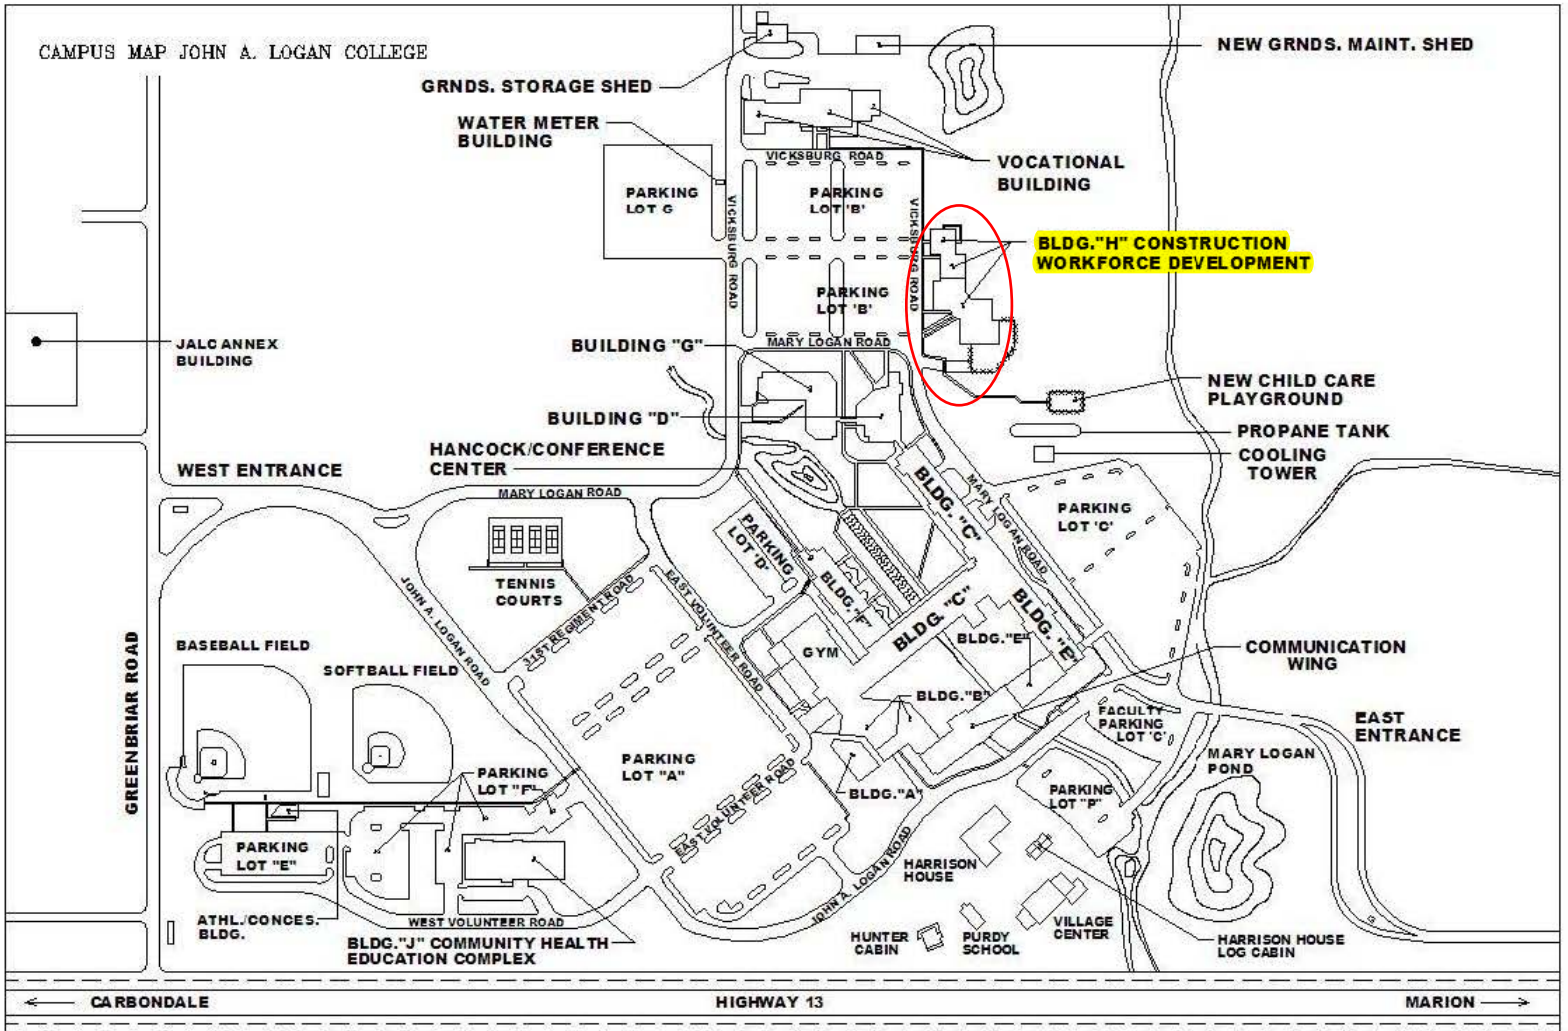 CAMPUS MAP JOHN A. LOGAN COLLEGE
NEW GRNDS. MAINT. SHED
GRNDS. STORAGE SHED
WATER METER
BUILDING
VICKSBURG ROAD
VOCATIONAL
BUILDING
PARKING
LOT G
PARKING
LOT 'B'
VICKSBURG ROAD
VICKSBURG ROAD
BLDG."H" CONSTRUCTION
WORKFORCE DEVELOPMENT
PARKING
LOT 'B'
JALC ANNEX
BUILDING
BUILDING "G"
MARY LOGAN ROAD
NEW CHILD CARE
PLAYGROUND
BUILDING "D"
PROPANE TANK
COOLING
TOWER
HANCOCK/CONFERENCE
CENTER
WEST ENTRANCE
MARY LOGAN ROAD
BLDG. "C"
MARY LOGAN ROAD
PARKING
LOT 'C'
PARKING
LOT 'D'
TENNIS
COURTS
JOHN A. LOGAN ROAD
31ST REGIMENT ROAD
EAST VOLUNTEER ROAD
BLDG. "F"
BLDG. "C"
BLDG. "E"
BLDG."E"
GYM
COMMUNICATION
WING
GREENBRIAR ROAD
BASEBALL FIELD
SOFTBALL FIELD
BLDG."B"
FACULTY
PARKING
LOT 'C'
EAST
ENTRANCE
MARY LOGAN
POND
PARKING
LOT "A"
PARKING
LOT "F"
BLDG."A"
PARKING
LOT "P"
EAST VOLUNTEER ROAD
JOHN A. LOGAN ROAD
PARKING
LOT "E"
HARRISON
HOUSE
ATHL./CONCES.
BLDG.
WEST VOLUNTEER ROAD
BLDG."J" COMMUNITY HEALTH
EDUCATION COMPLEX
HUNTER
CABIN
PURDY
SCHOOL
VILLAGE
CENTER
HARRISON HOUSE
LOG CABIN
CARBONDALE
HIGHWAY 13
MARION